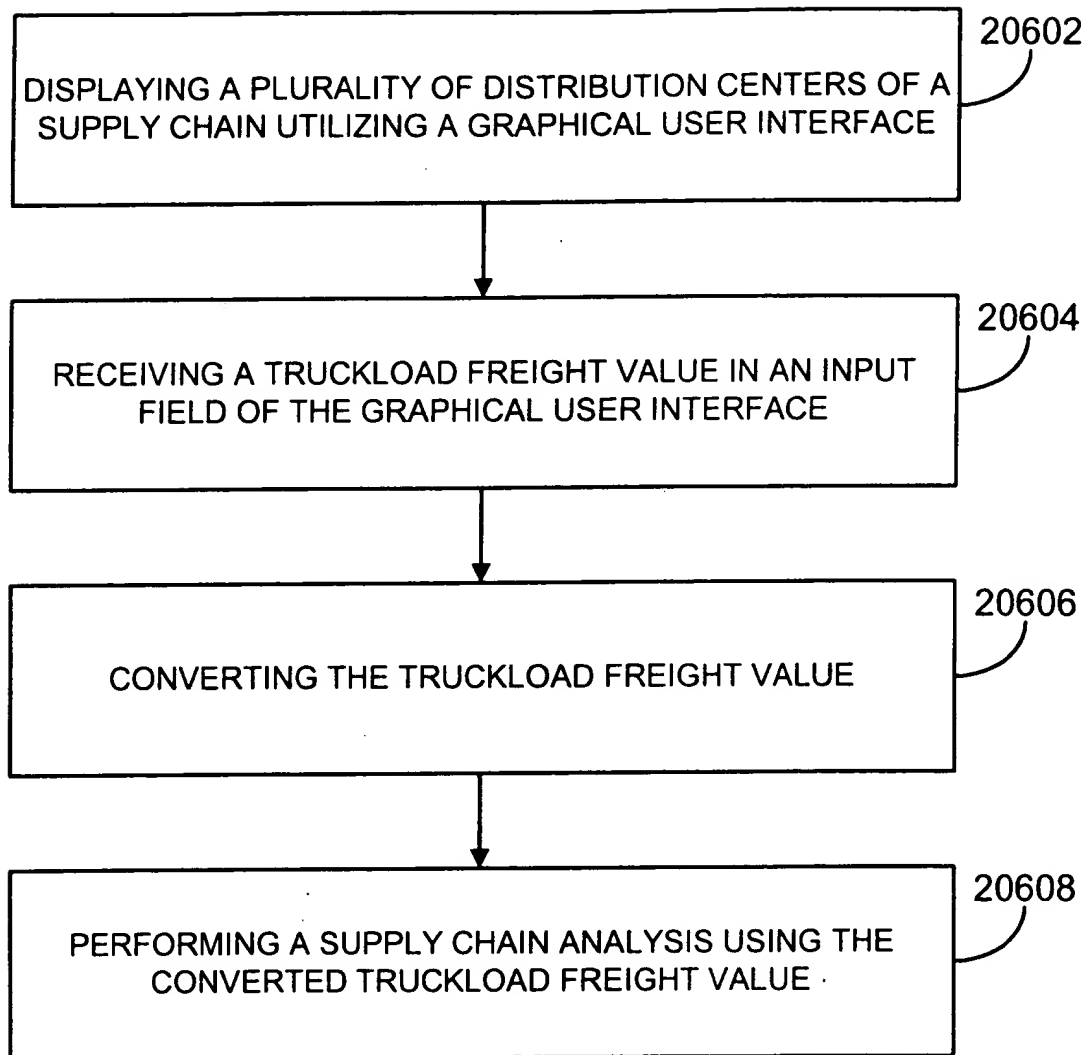 20602
DISPLAYING A PLURALITY OF DISTRIBUTION CENTERS OF A
SUPPLY CHAIN UTILIZING A GRAPHICAL USER INTERFACE
20604
RECEIVING A TRUCKLOAD FREIGHT VALUE IN AN INPUT
FIELD OF THE GRAPHICAL USER INTERFACE
20606
CONVERTING THE TRUCKLOAD FREIGHT VALUE
20608
PERFORMING A SUPPLY CHAIN ANALYSIS USING THE
CONVERTED TRUCKLOAD FREIGHT VALUE